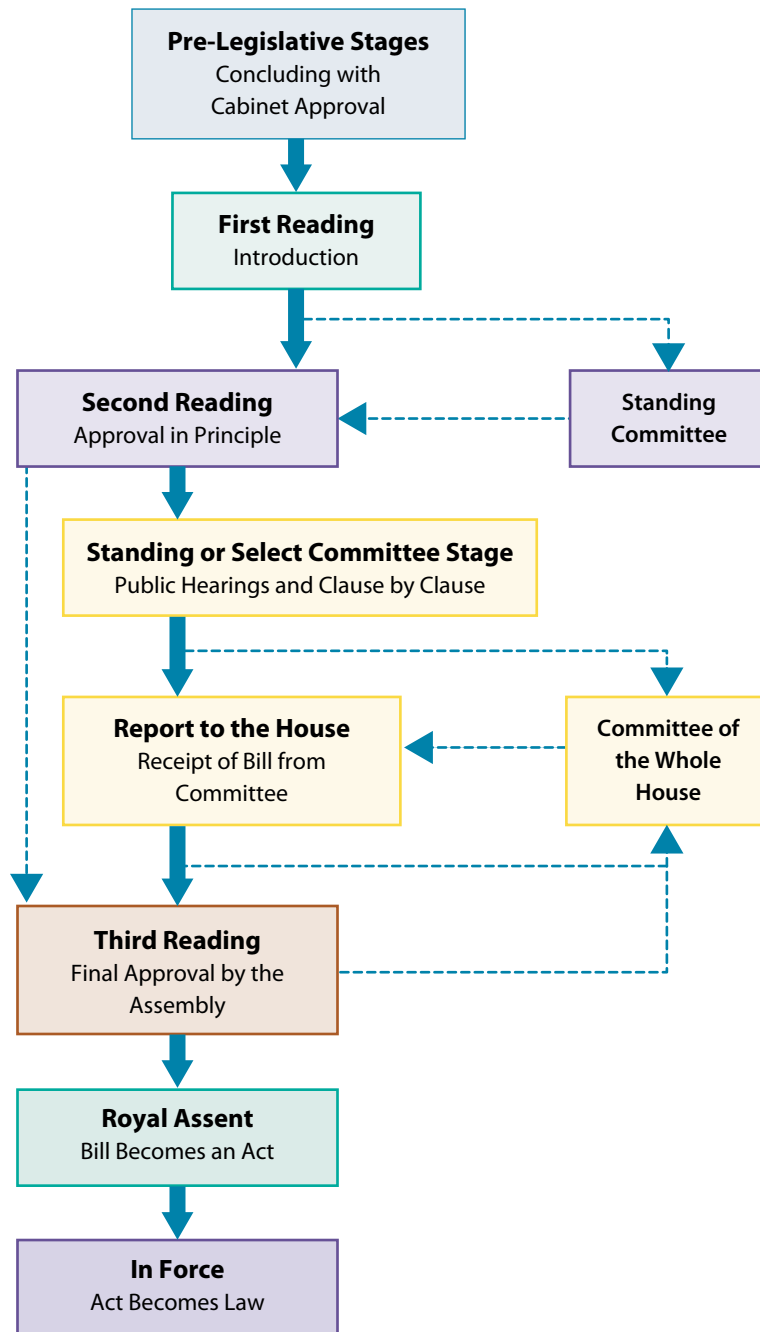 Pre-Legislative Stages
Concluding with
Cabinet Approval
First Reading
Introduction
Second Reading
Approval in Principle
Standing
Committee
Standing or Select Committee Stage
Public Hearings and Clause by Clause
Report to the House
Receipt of Bill from
Committee
Committee of
the Whole
House
Third Reading
Final Approval by the
Assembly
Royal Assent
Bill Becomes an Act
In Force
Act Becomes Law